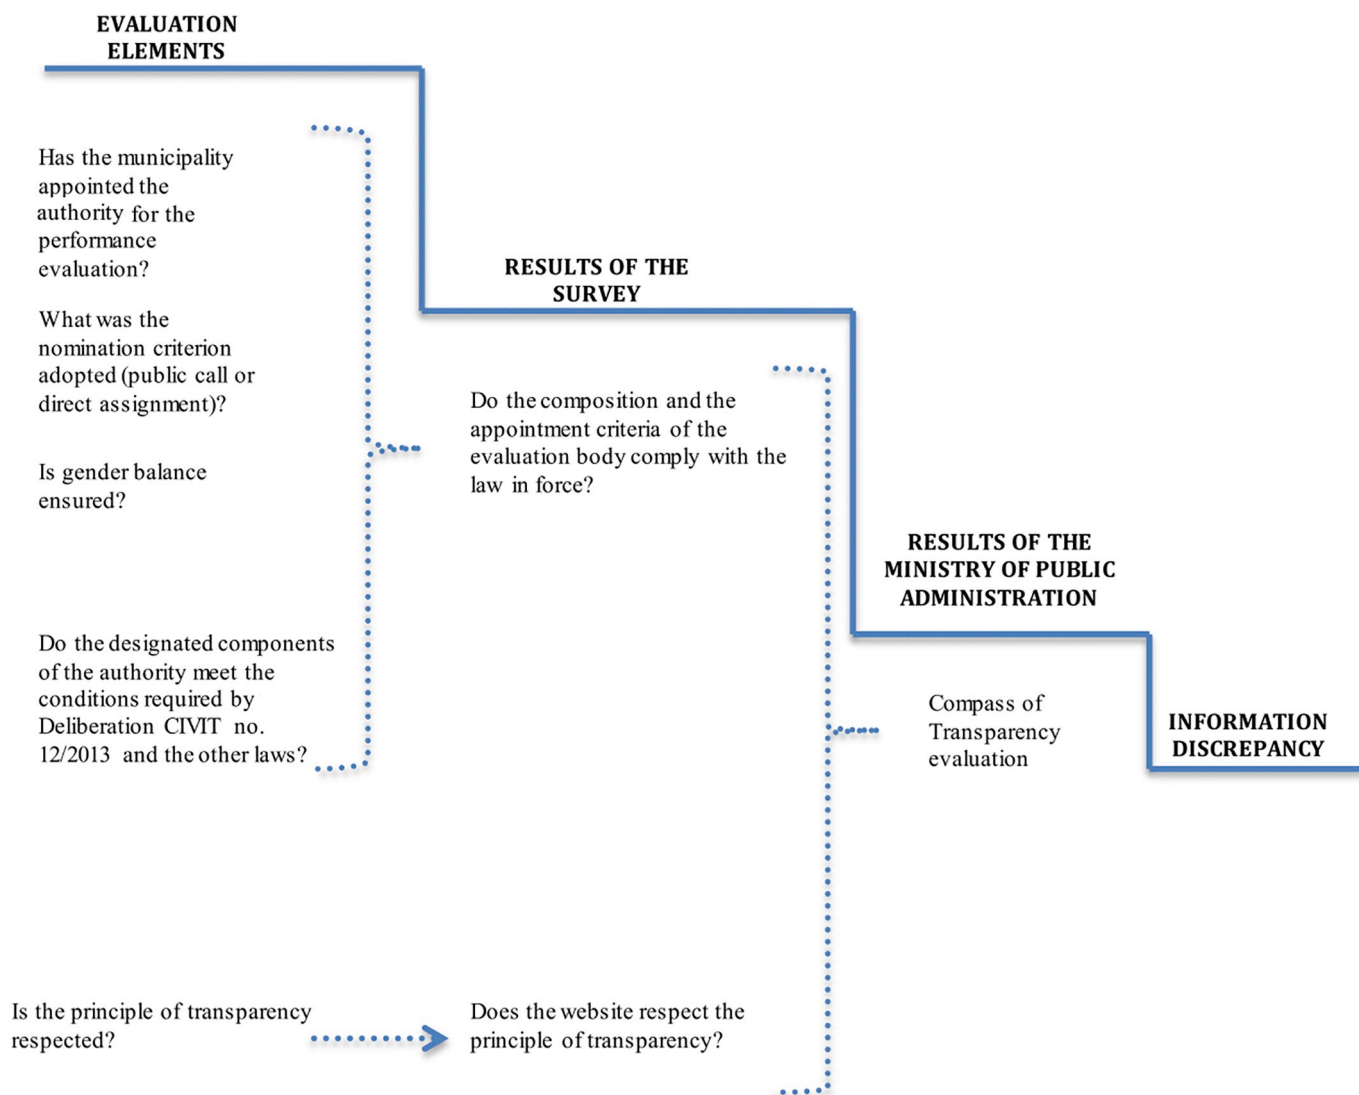 EVALUATION
ELEMENTS
Has the municipality
appointed the
authority for the
performance
evaluation?
What was the
nomination criterion
adopted (public call or
direct assignment)?
Is gender balance
ensured?
Do the designated components
of the authority meet the
conditions required by
Deliberation CIVIT no.
12/2013 and the other laws?
Is the principle of transparency
respected?
RESULTS OF THE
SURVEY
Do the composition and the
appointment criteria of the
evaluation body comply with the
law in force?
Does the website respect the
principle of transparency?
RESULTS OF THE
MINISTRY OF PUBLIC
ADMINISTRATION
Compass of
Transparency
evaluation
INFORMATION
DISCREPANCY